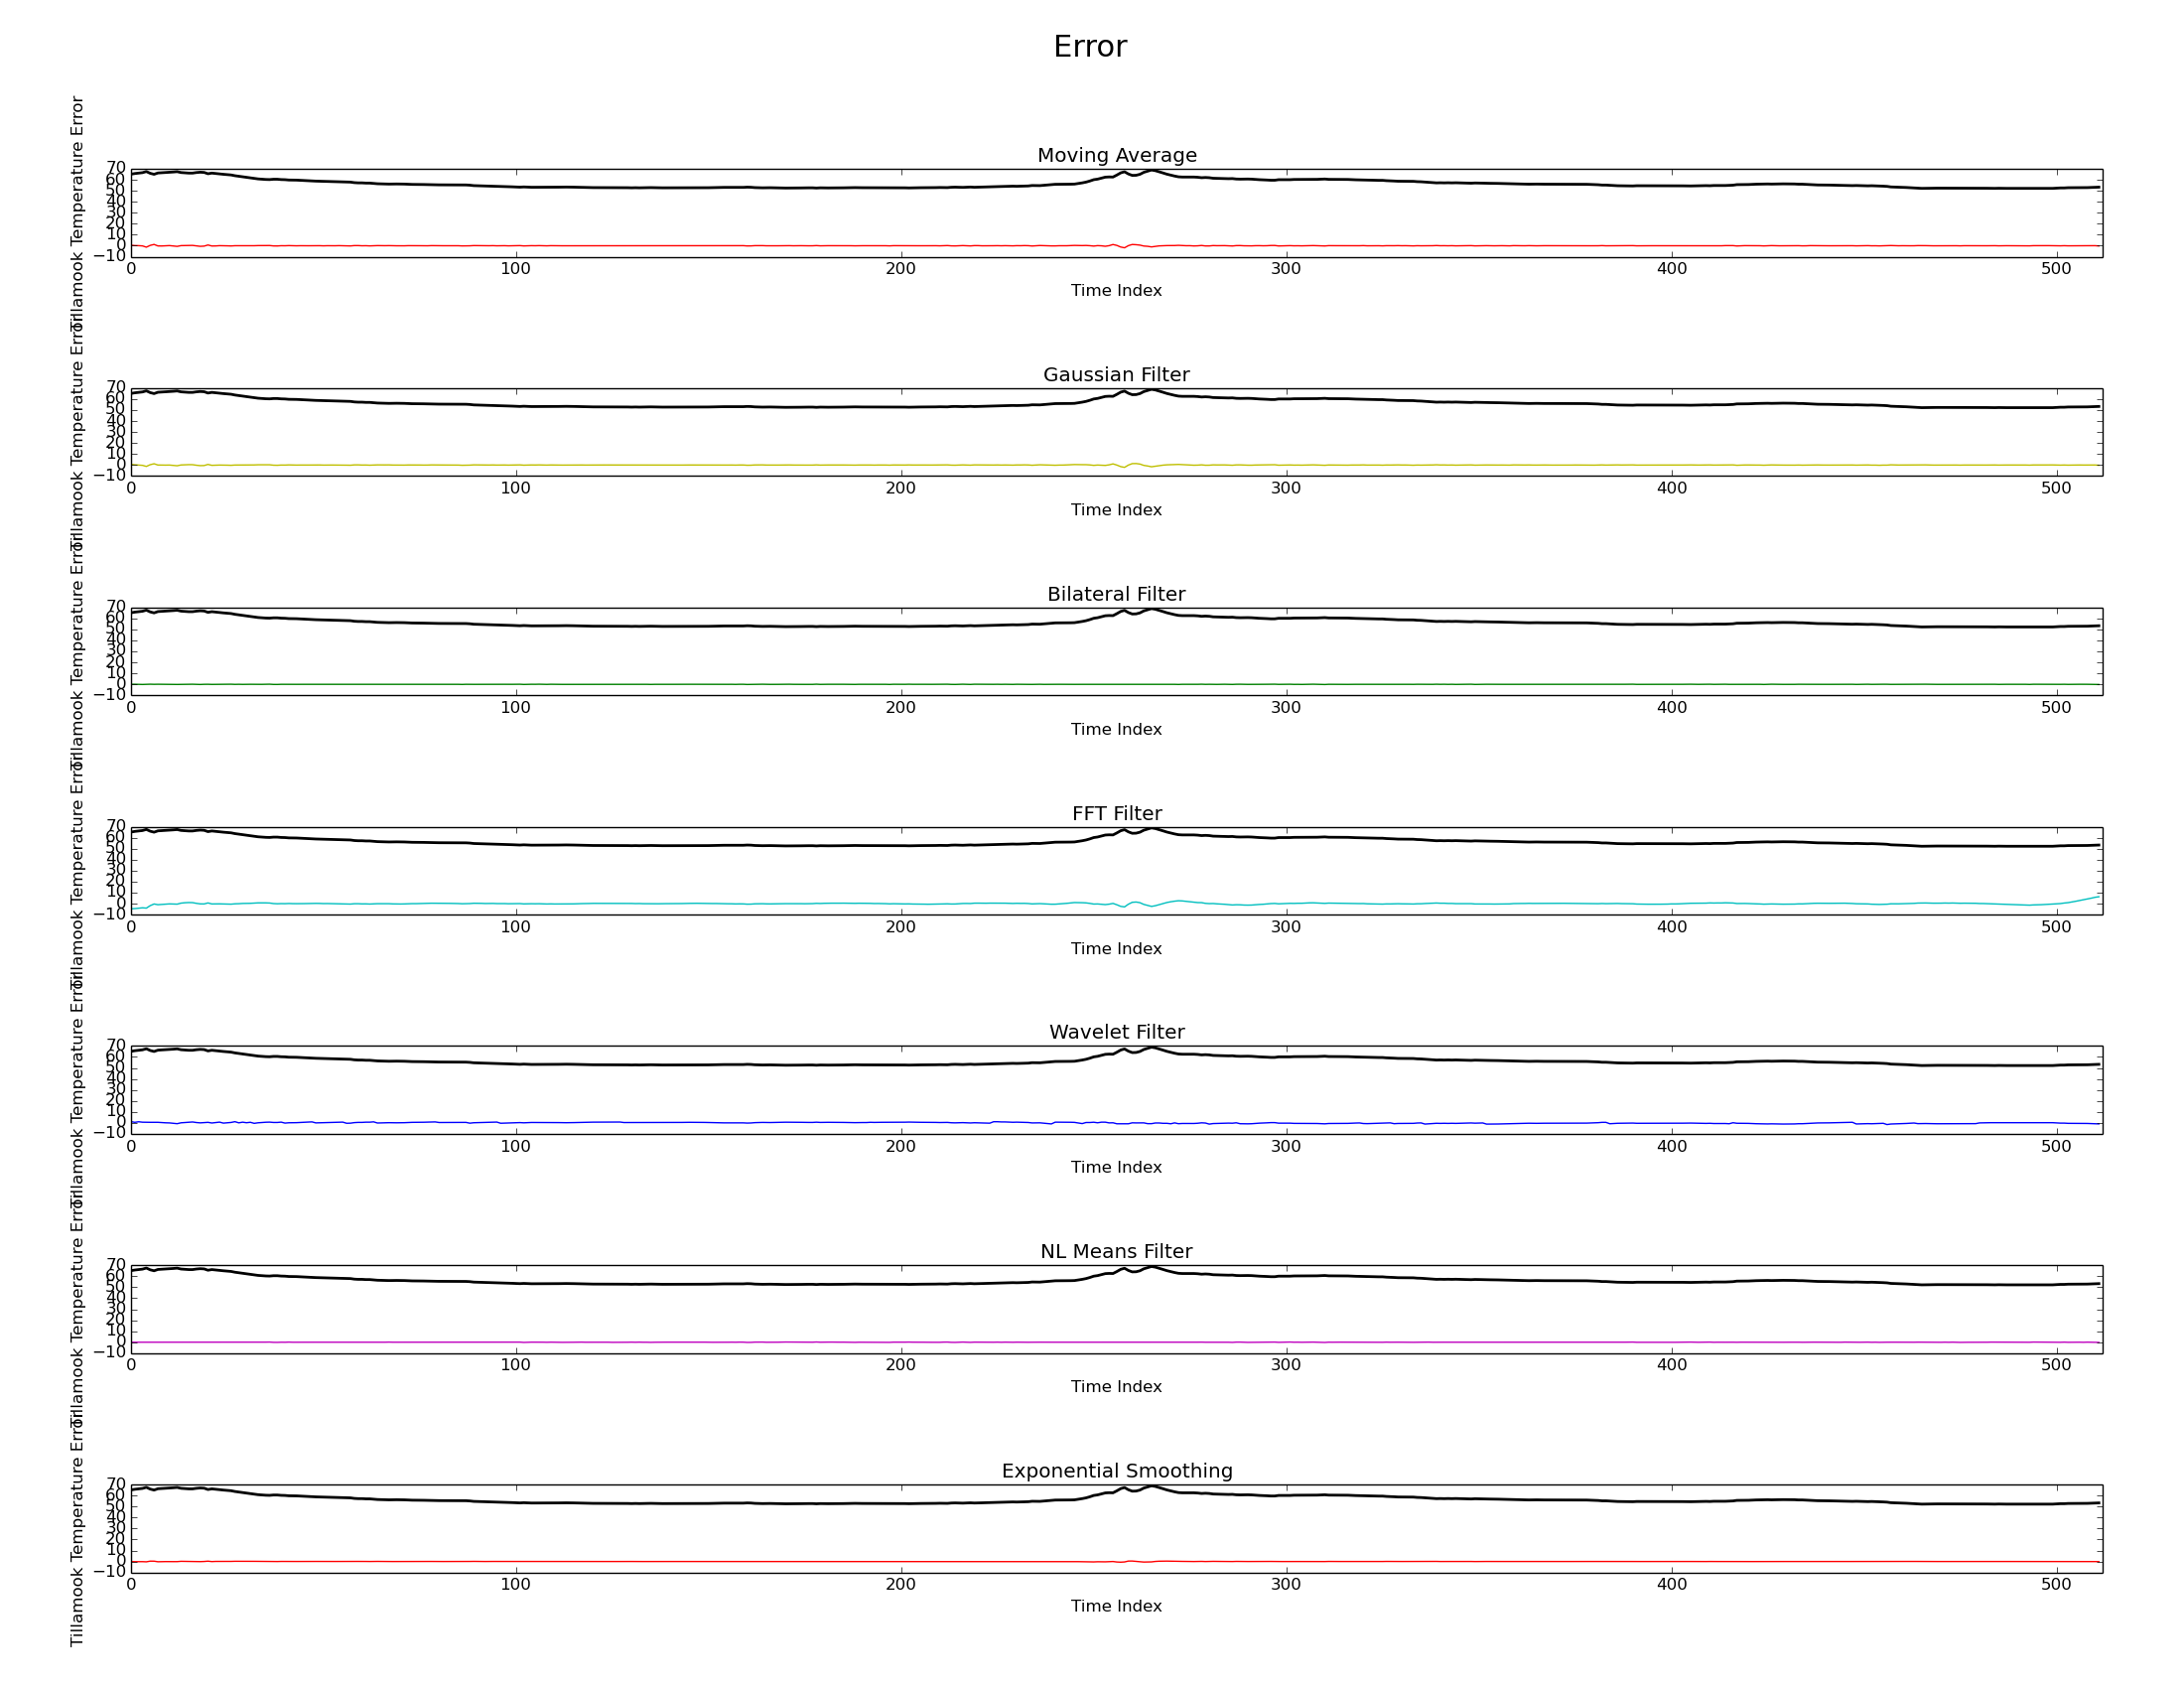 Error
Moving Average
Tillamook Temperature Error
70
60
50
40
30
20
10
0
−10
0 100 200 300 400 500
Time Index
Gaussian Filter
Tillamook Temperature Error
70
60
50
40
30
20
10
0
−10
0 100 200 300 400 500
Time Index
Bilateral Filter
Tillamook Temperature Error
70
60
50
40
30
20
10
0
−10
0 100 200 300 400 500
Time Index
FFT Filter
Tillamook Temperature Error
70
60
50
40
30
20
10
0
−10
0 100 200 300 400 500
Time Index
Wavelet Filter
Tillamook Temperature Error
70
60
50
40
30
20
10
0
−10
0 100 200 300 400 500
Time Index
NL Means Filter
Tillamook Temperature Error
70
60
50
40
30
20
10
0
−10
0 100 200 300 400 500
Time Index
Exponential Smoothing
Tillamook Temperature Error
70
60
50
40
30
20
10
0
−10
0 100 200 300 400 500
Time Index